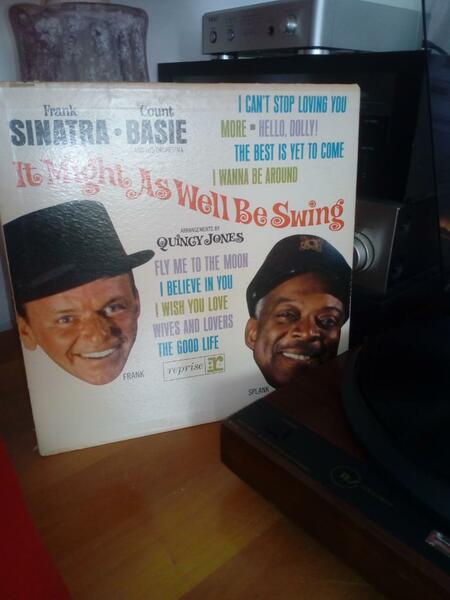 Frank
SINATRA · Count
BASIE
AND HIS ORCHESTRA
It Might As Well Be Swing
ARRANGEMENTS BY
QUINCY JONES
I CAN'T STOP LOVING YOU
MORE • HELLO, DOLLY!
THE BEST IS YET TO COME
I WANNA BE AROUND
FLY ME TO THE MOON
I BELIEVE IN YOU
I WISH YOU LOVE
WIVES AND LOVERS
THE GOOD LIFE
reprise
FRANK
SPLANK